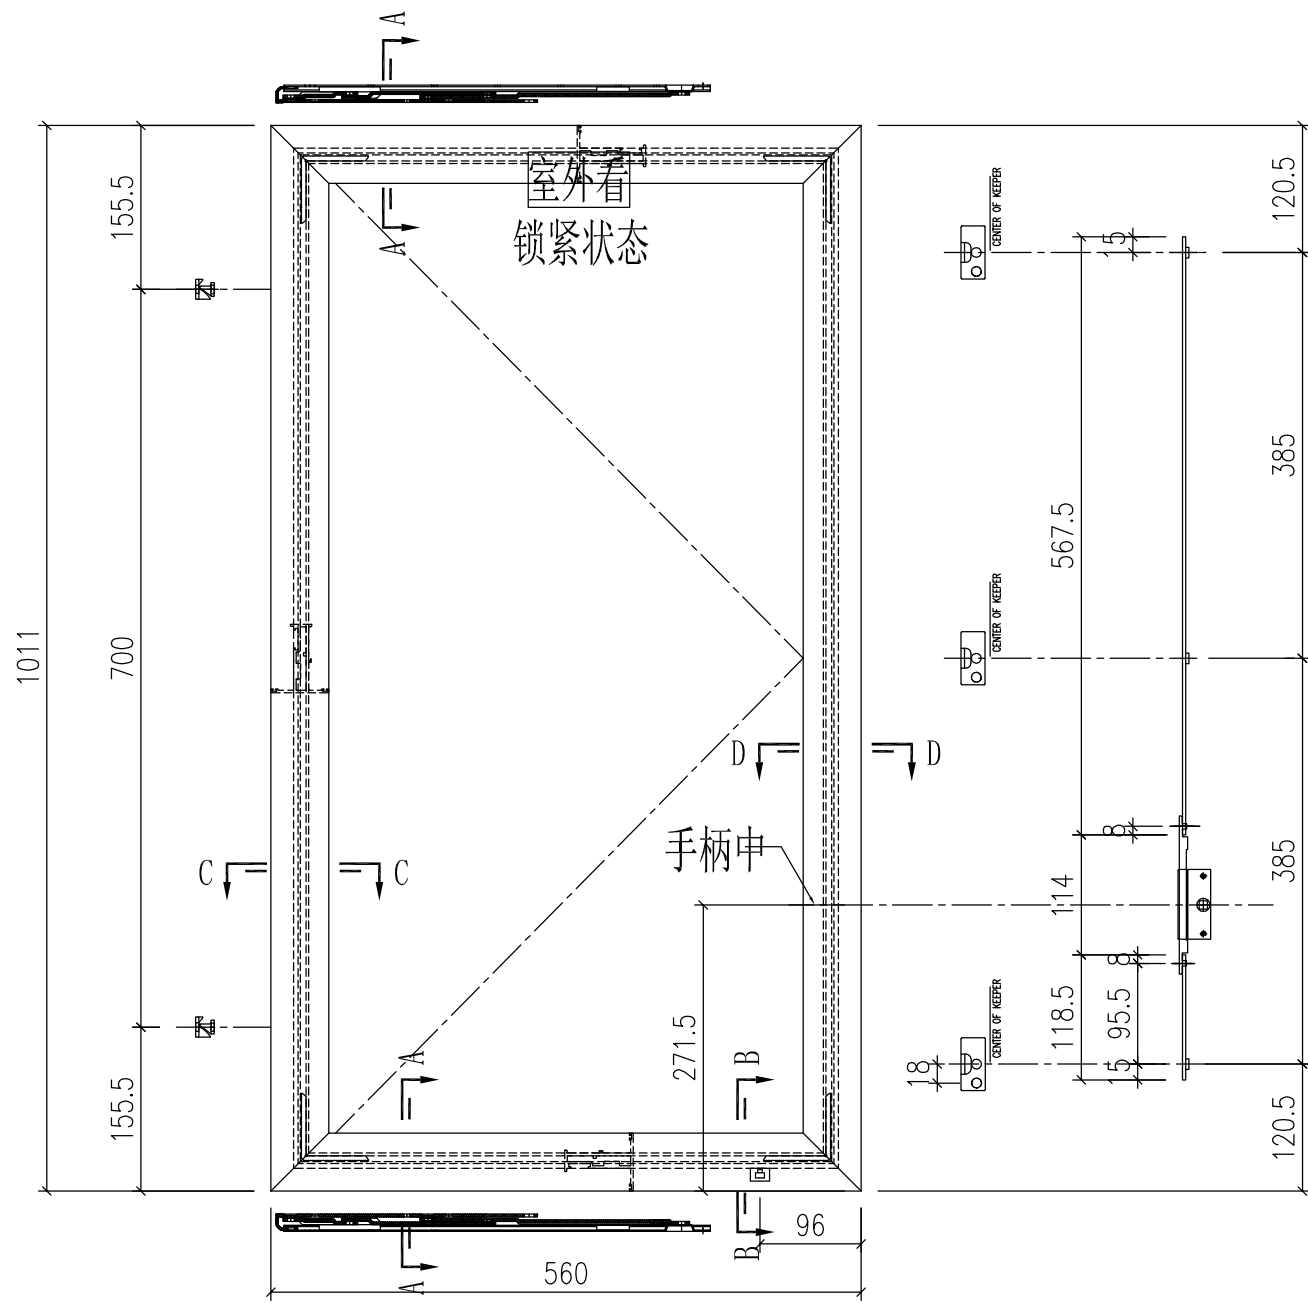 A
室外看
锁紧状态
A
155.5
1011
700
155.5
C
C
D
D
手柄中
271.5
A
B
A
B
96
560
CENTER OF KEEPER
CENTER OF KEEPER
CENTER OF KEEPER
18
15
567.5
8
114
8
118.5
95.5
15
120.5
385
385
120.5